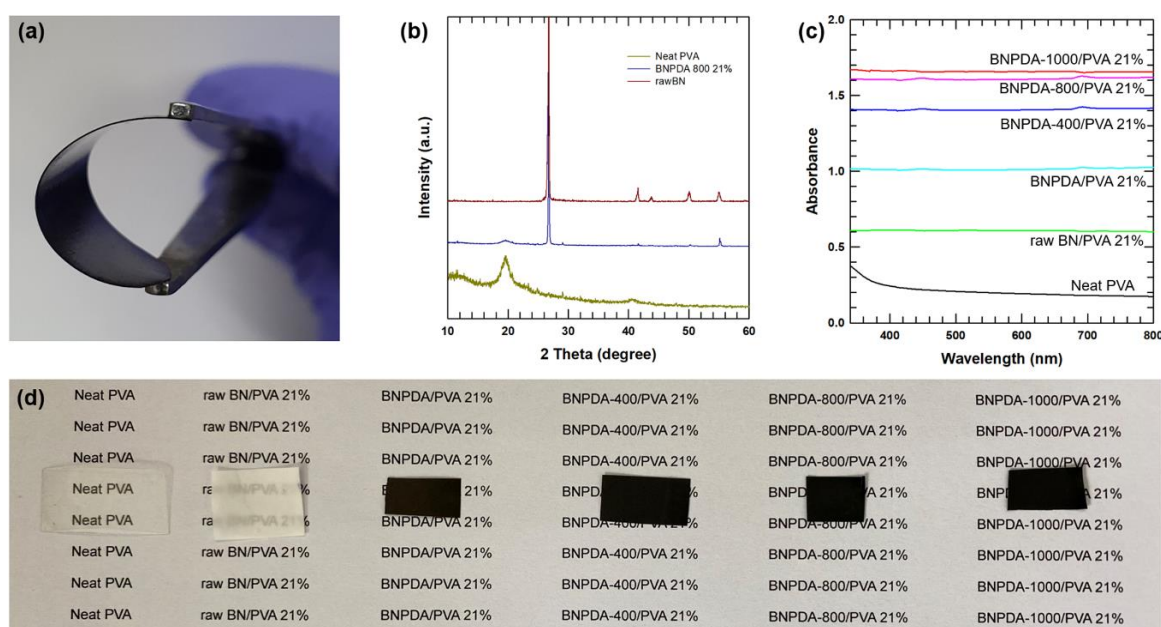 (a)
(b)
Neat PVA
BNPDA 800 21%
rawBN
Intensity (a.u.)
10 20 30 40 50 60
2 Theta (degree)
(c)
2.0
1.5
1.0
0.5
0.0
Absorbance
BNPDA-1000/PVA 21%
BNPDA-800/PVA 21%
BNPDA-400/PVA 21%
BNPDA/PVA 21%
raw BN/PVA 21%
Neat PVA
400 500 600 700 800
Wavelength (nm)
(d)
Neat PVA raw BN/PVA 21% BNPDA/PVA 21% BNPDA-400/PVA 21% BNPDA-800/PVA 21% BNPDA-1000/PVA 21%
Neat PVA raw BN/PVA 21% BNPDA/PVA 21% BNPDA-400/PVA 21% BNPDA-800/PVA 21% BNPDA-1000/PVA 21%
Neat PVA raw BN/PVA 21% BNPDA/PVA 21% BNPDA-400/PVA 21% BNPDA-800/PVA 21% BNPDA-1000/PVA 21%
Neat PVA 21% 21% 21%
Neat PVA BNPDA/PVA 21% BNPDA-400/PVA 21% BNPDA-800/PVA 21% BNPDA-1000/PVA 21%
Neat PVA raw BN/PVA 21% BNPDA/PVA 21% BNPDA-400/PVA 21% BNPDA-800/PVA 21% BNPDA-1000/PVA 21%
Neat PVA raw BN/PVA 21% BNPDA/PVA 21% BNPDA-400/PVA 21% BNPDA-800/PVA 21% BNPDA-1000/PVA 21%
Neat PVA raw BN/PVA 21% BNPDA/PVA 21% BNPDA-400/PVA 21% BNPDA-800/PVA 21% BNPDA-1000/PVA 21%